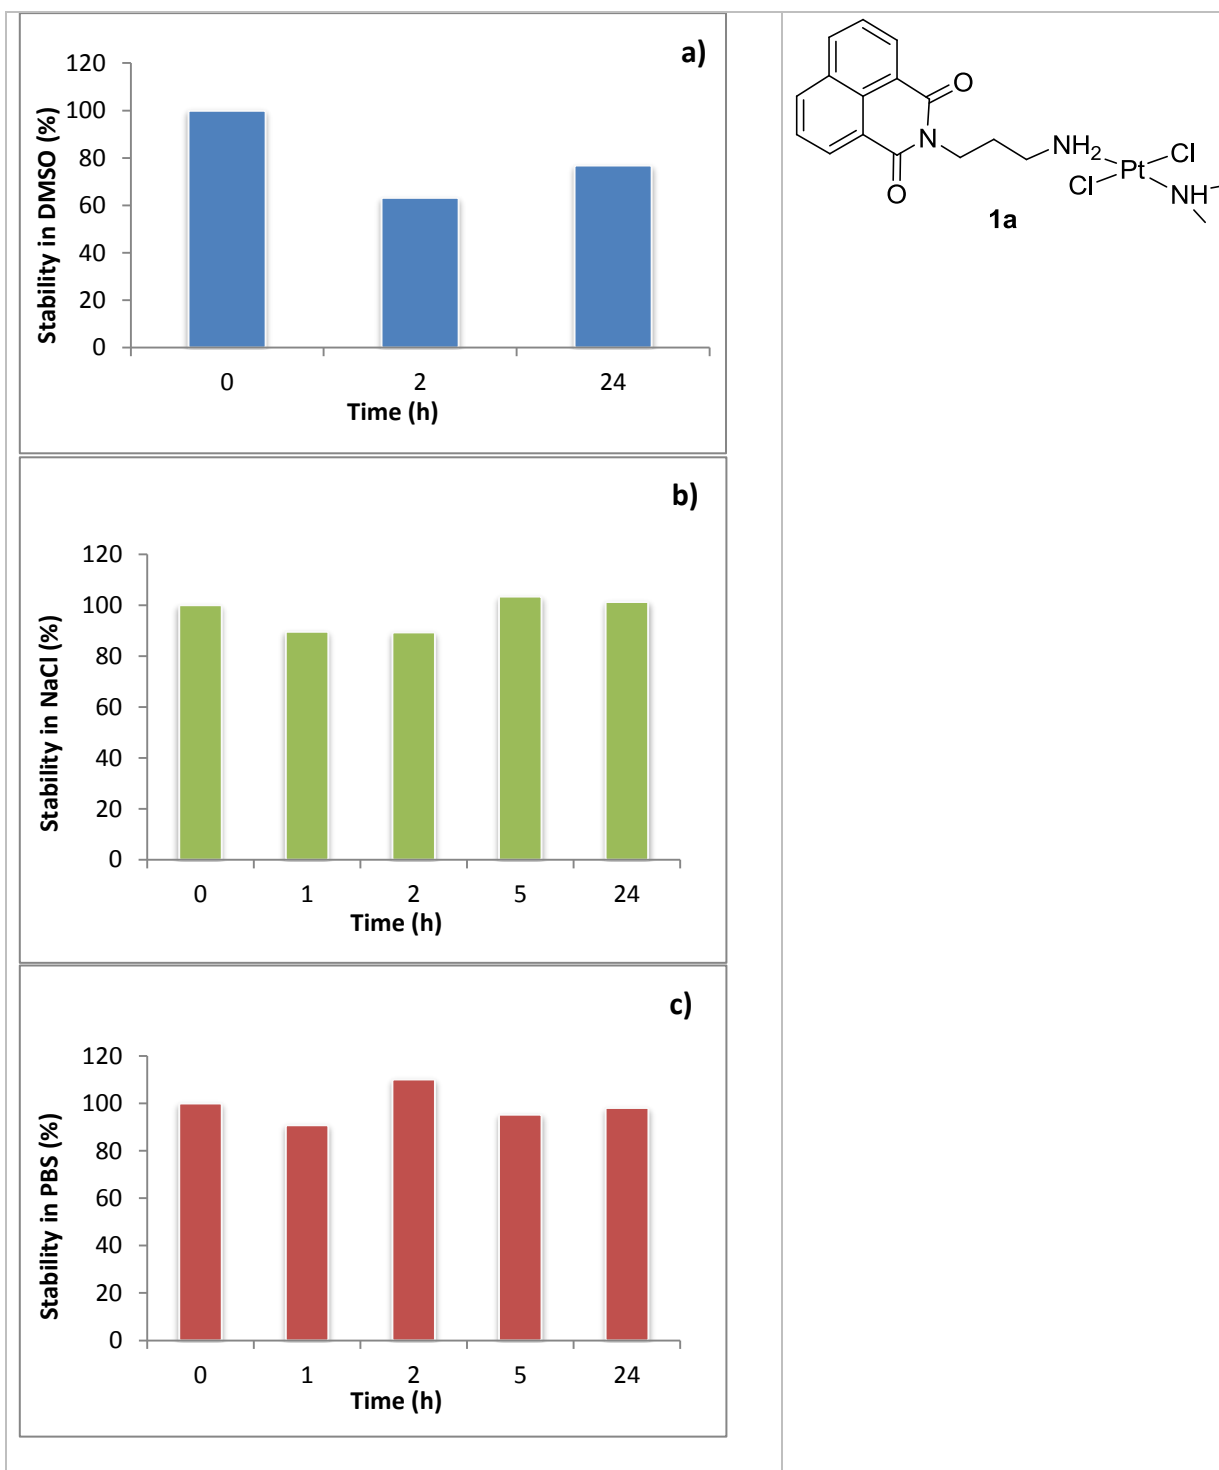 a)
120
100
80
60
40
20
0
Stability in DMSO (%)
0 2 24
Time (h)
b)
120
100
80
60
40
20
0
Stability in NaCl (%)
0 1 2 5 24
Time (h)
c)
120
100
80
60
40
20
0
Stability in PBS (%)
0 1 2 5 24
Time (h)
O
N
O
NH2
Pt
Cl
Cl
NH
1a